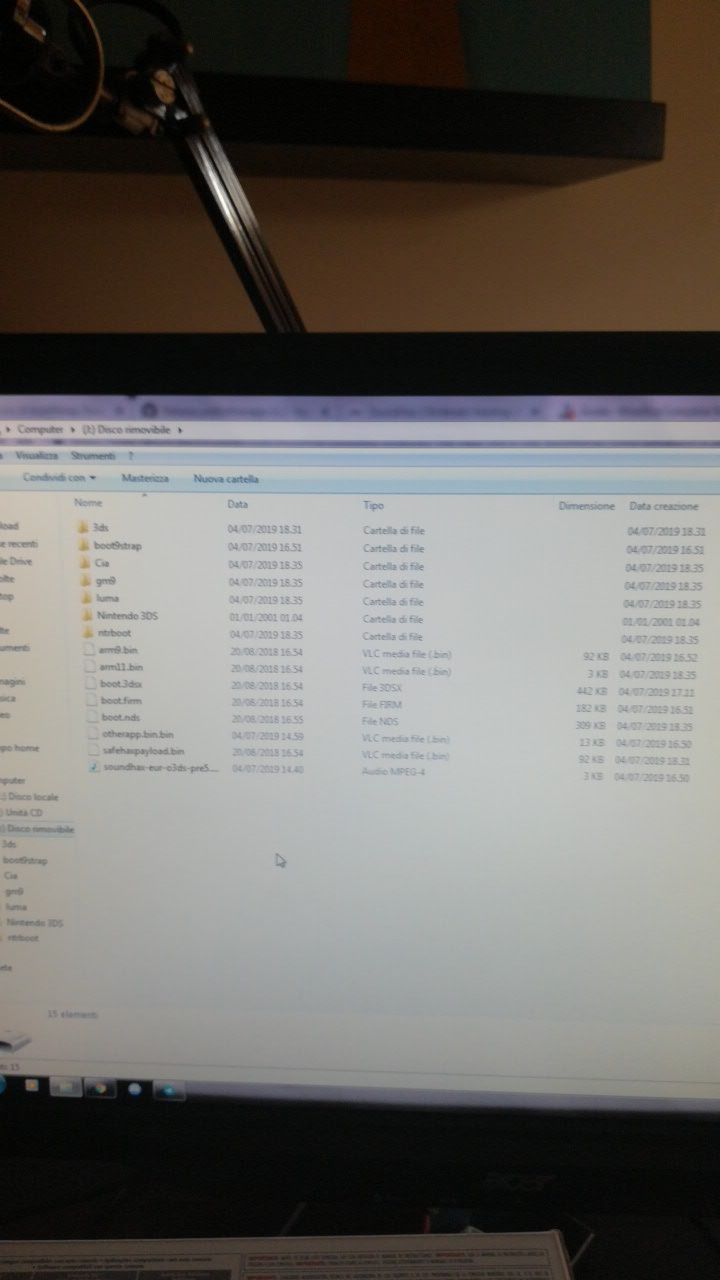 Computer (I:) Disco rimovibile
Visualizza Strumenti ?
Condividi con Masterizza Nuova cartella
Nome Data Tipo Dimensione Data creazione
3ds 04/07/2019 18.31 Cartella di file 04/07/2019 18.31
boot9strap 04/07/2019 16.51 Cartella di file 04/07/2019 16.51
Cia 04/07/2019 18.35 Cartella di file 04/07/2019 18.35
gm9 04/07/2019 18.35 Cartella di file 04/07/2019 18.35
luma 04/07/2019 18.35 Cartella di file 04/07/2019 18.35
Nintendo 3DS 01/01/2001 01.04 Cartella di file 01/01/2001 01.04
ntrboot 04/07/2019 18.35 Cartella di file 04/07/2019 18.35
arm9.bin 20/08/2018 16.54 VLC media file (.bin) 92 KB 04/07/2019 16.52
arm11.bin 20/08/2018 16.54 VLC media file (.bin) 3 KB 04/07/2019 18.35
boot.3dsx 20/08/2018 16.54 File 3DSX 442 KB 04/07/2019 17.11
boot.firm 20/08/2018 16.54 File FIRM 182 KB 04/07/2019 16.51
boot.nds 20/08/2018 16.55 File NDS 309 KB 04/07/2019 18.35
otherapp.bin.bin 04/07/2019 14.59 VLC media file (.bin) 13 KB 04/07/2019 16.50
safehaxpayload.bin 20/08/2018 16.54 VLC media file (.bin) 92 KB 04/07/2019 18.31
soundhax-eur-o3ds-pre5.... 04/07/2019 14.40 Audio MPEG-4 3 KB 04/07/2019 16.50
load
e recenti
le Drive
olte
top
lte
umenti
magini
sica
eo
po home
puter
:) Disco locale
) Unità CD
:) Disco rimovibile
3ds
boot9strap
Cia
gm9
luma
Nintendo 3DS
ntrboot
ete
15 elementi